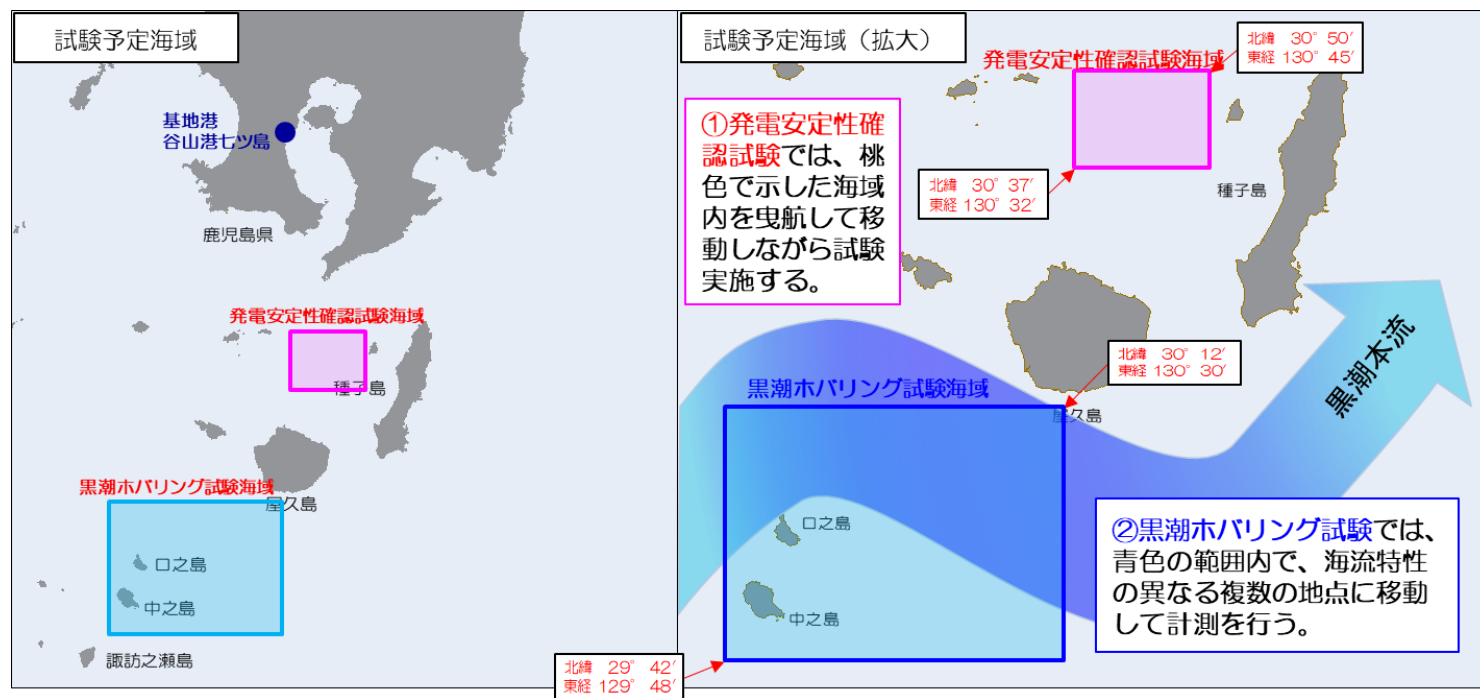 試験予定海域
基地港
谷山港七ツ島
鹿児島県
発電安定性確認試験海域
種子島
黒潮ホバリング試験海域
屋久島
口之島
中之島
諏訪之瀬島
試験予定海域（拡大）
発電安定性確認試験海域
北緯 30° 50′
東経 130° 45′
①発電安定性確
認試験では、桃
色で示した海域
内を曳航して移
動しながら試験
実施する。
北緯 30° 37′
東経 130° 32′
種子島
北緯 30° 12′
東経 130° 30′
黒潮ホバリング試験海域
屋久島
黒潮本流
口之島
中之島
②黒潮ホバリング試験では、
青色の範囲内で、海流特性
の異なる複数の地点に移動
して計測を行う。
北緯 29° 42′
東経 129° 48′